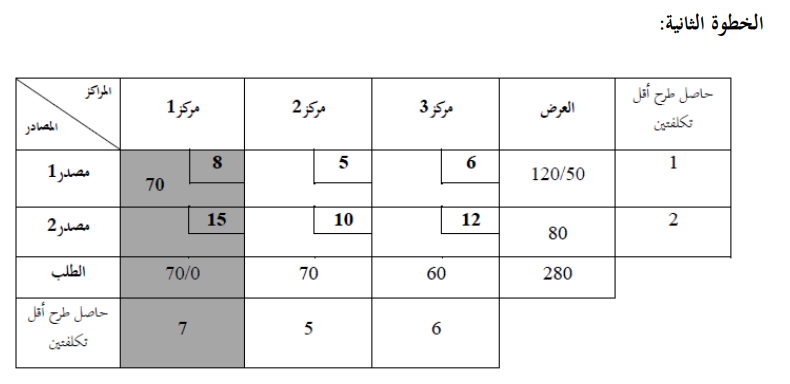 الخطوة الثانية:
المراكز
المصادر
مركز1
مركز2
مركز3
العرض
حاصل طرح أقل
تكلفتين
مصدر1
8
70
5
6
120/50
1
مصدر2
15
10
12
80
2
الطلب
70/0
70
60
280
حاصل طرح أقل
تكلفتين
7
5
6